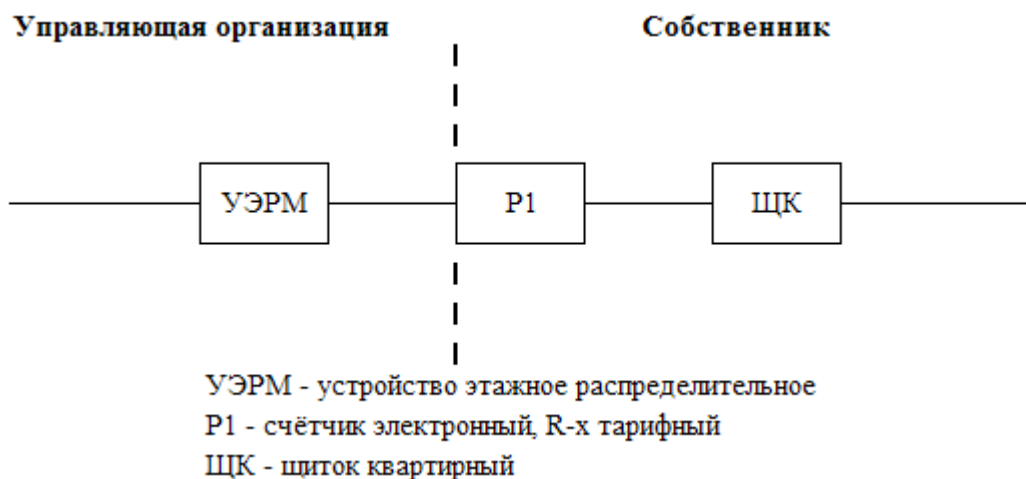 Управляющая организация
Собственник
УЭРМ
Р1
ЩК
УЭРМ - устройство этажное распределительное
Р1 - счётчик электронный, R-х тарифный
ЩК - щиток квартирный